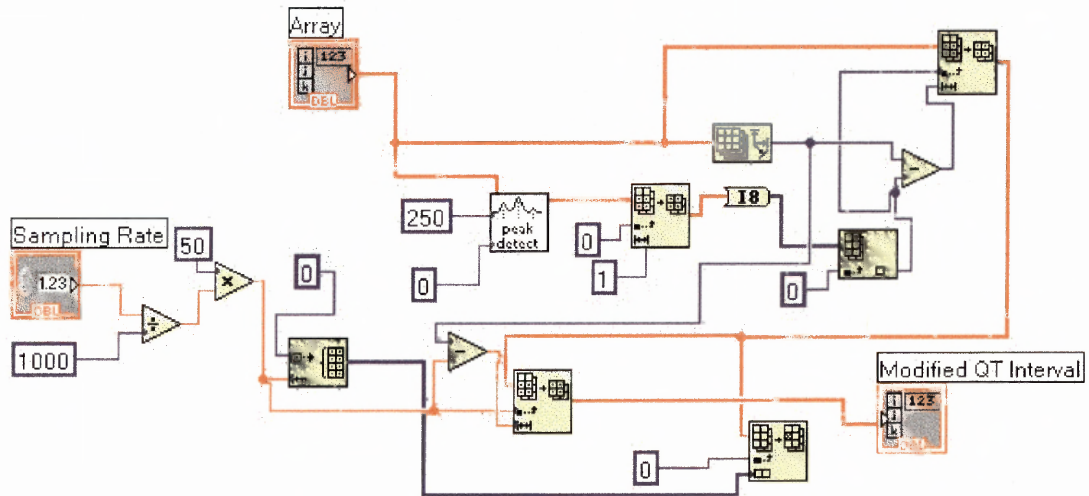 Array
i
j
k
123
DBL
Sampling Rate
1.23
DBL
50
×
÷
1000
0
250
peak
detect
0
0
1
I8
0
−
−
0
Modified QT Interval
i
j
k
123
DBL